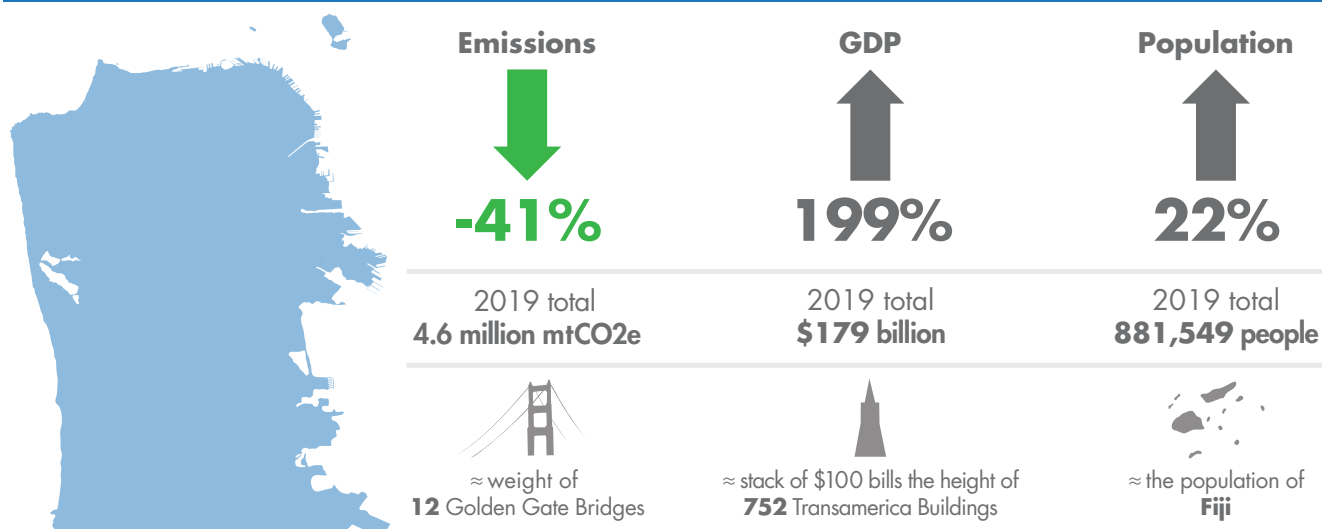 Emissions
-41%
2019 total
4.6 million mtCO2e
≈ weight of
12 Golden Gate Bridges
GDP
199%
2019 total
$179 billion
≈ stack of $100 bills the height of
752 Transamerica Buildings
Population
22%
2019 total
881,549 people
≈ the population of
Fiji